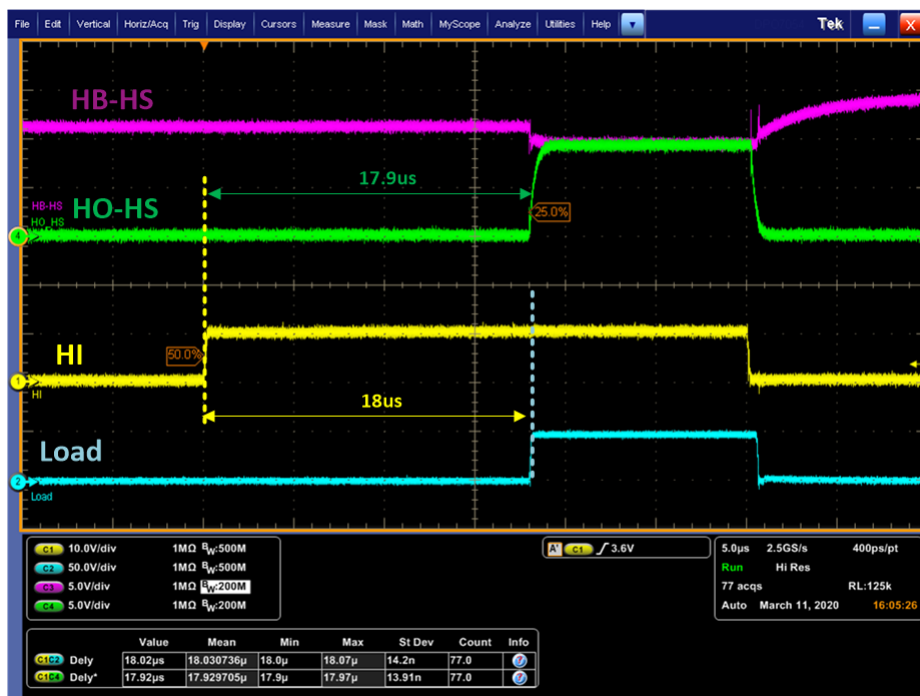 File Edit Vertical Horiz/Acq Trig Display Cursors Measure Mask Math MyScope Analyze Utilities Help Tek X
HB-HS
17.9us
HB-HS
HO-HS
HO_HS
25.0%
4
50.0%
HI
1
HI
18us
Load
2
Load
C1 10.0V/div 1MΩ BW:500M
C2 50.0V/div 1MΩ BW:500M
C3 5.0V/div 1MΩ BW:200M
C4 5.0V/div 1MΩ BW:200M
A' C1 3.6V
5.0µs 2.5GS/s 400ps/pt
Run Hi Res
77 acqs RL:125k
Auto March 11, 2020 16:05:26
Value Mean Min Max St Dev Count Info
C1C2 Dely 18.02µs 18.030736µ 18.0µ 18.07µ 14.2n 77.0
C1C4 Dely* 17.92µs 17.929705µ 17.9µ 17.97µ 13.91n 77.0